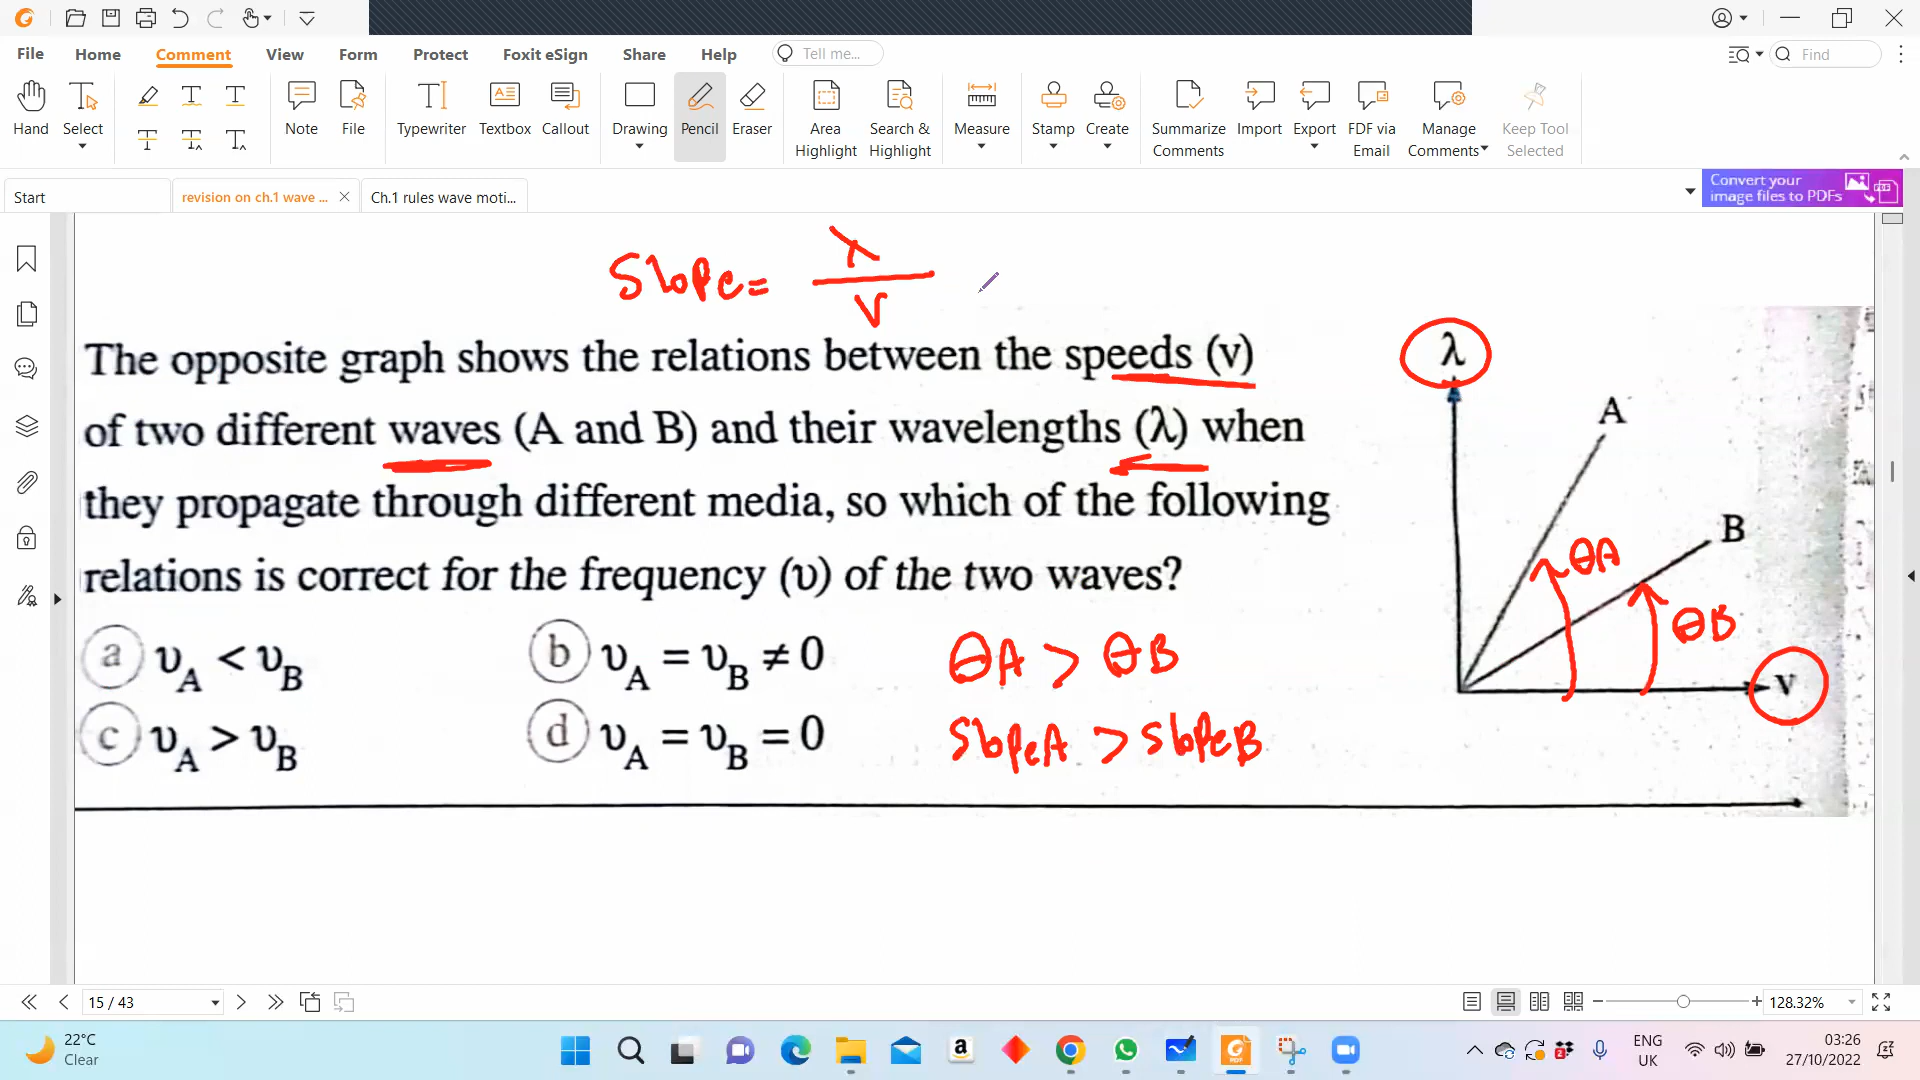 File Home Comment View Form Protect Foxit eSign Share Help Tell me... Find
Hand Select Note File Typewriter Textbox Callout Drawing Pencil Eraser Area Highlight Search & Highlight Measure Stamp Create Summarize Comments Import Export FDF via Email Manage Comments Keep Tool Selected
Start revision on ch.1 wave ... Ch.1 rules wave moti... Convert your image files to PDFs
Slope = λ / v
The opposite graph shows the relations between the speeds (v)
of two different waves (A and B) and their wavelengths (λ) when
they propagate through different media, so which of the following
relations is correct for the frequency (υ) of the two waves?
a υA < υB b υA = υB ≠ 0
c υA > υB d υA = υB = 0
θA > θB
SlopeA > SlopeB
λ
A
B
θA
θB
v
15 / 43 128.32%
22°C
Clear
ENG
UK
03:26
27/10/2022